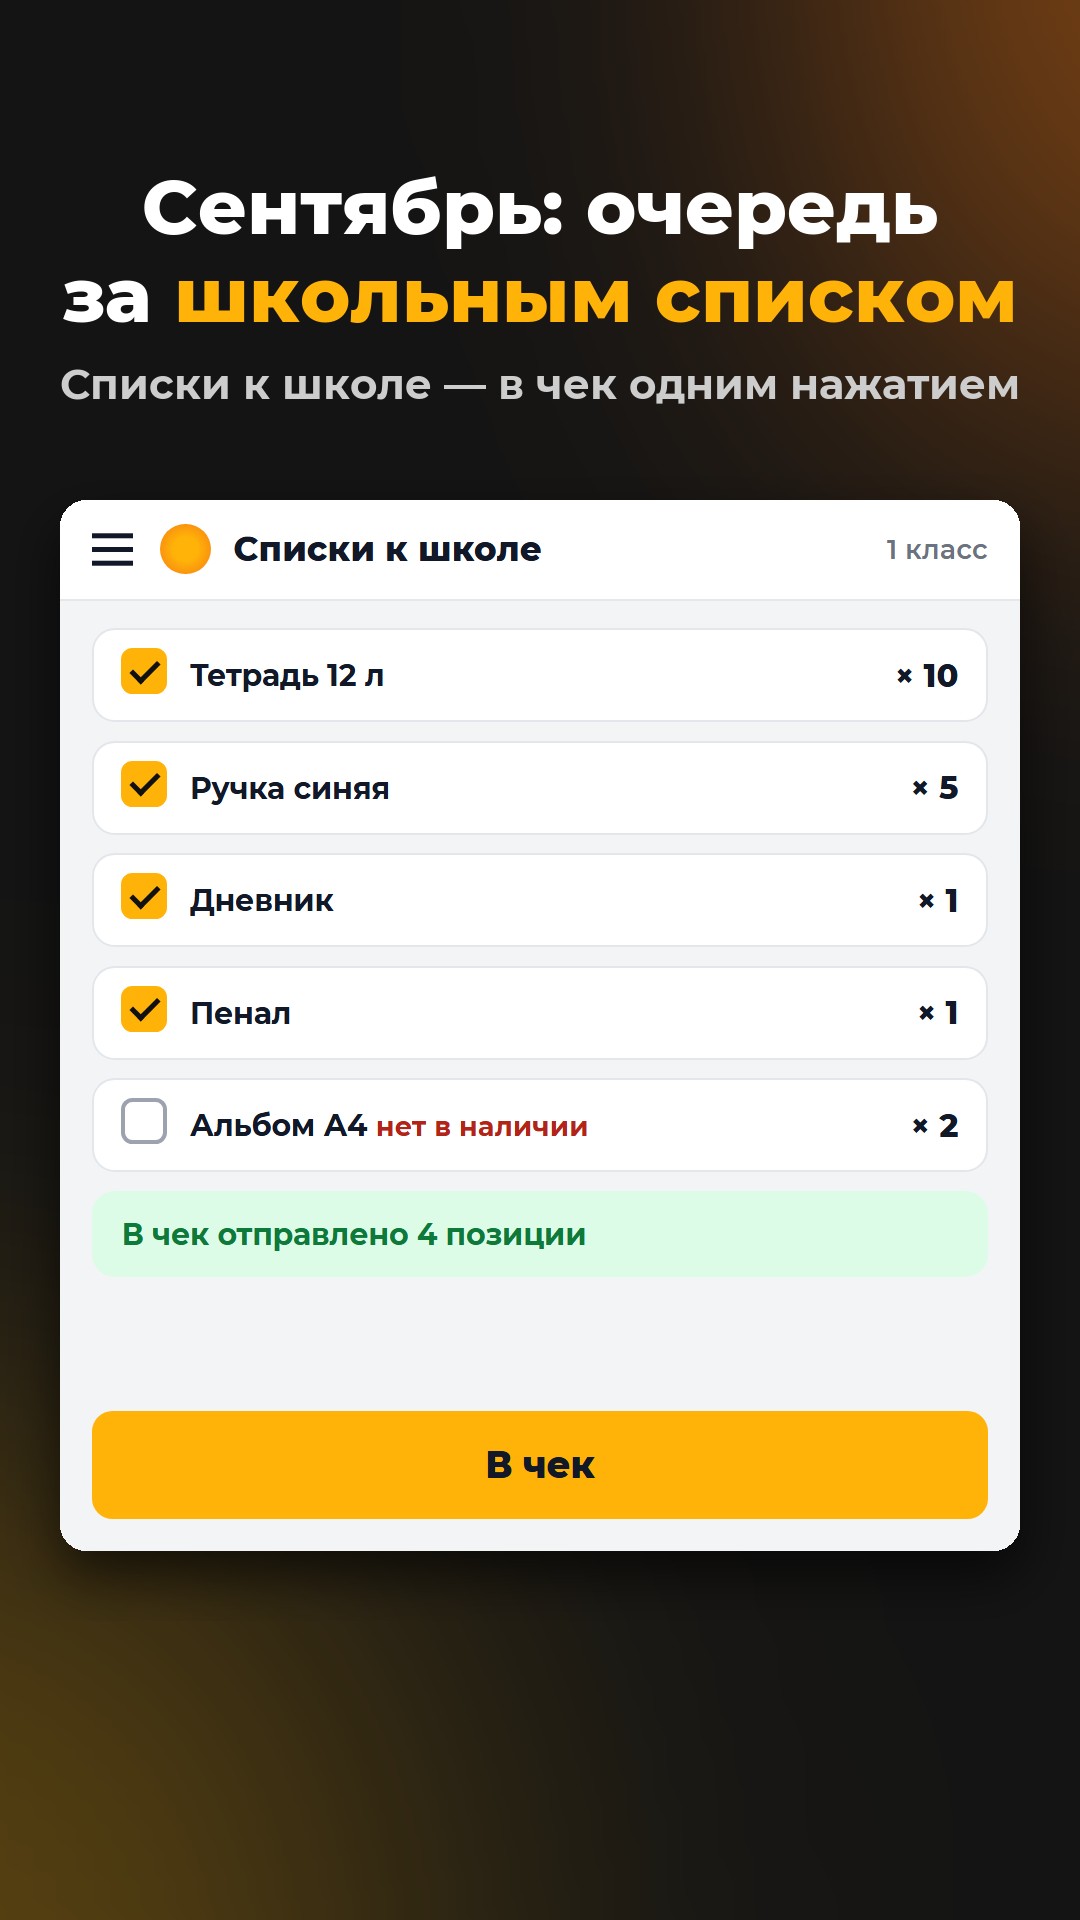 Сентябрь: очередь
за школьным списком
Списки к школе — в чек одним нажатием
Списки к школе 1 класс
Тетрадь 12 л × 10
Ручка синяя × 5
Дневник × 1
Пенал × 1
Альбом А4 нет в наличии × 2
В чек отправлено 4 позиции
В чек